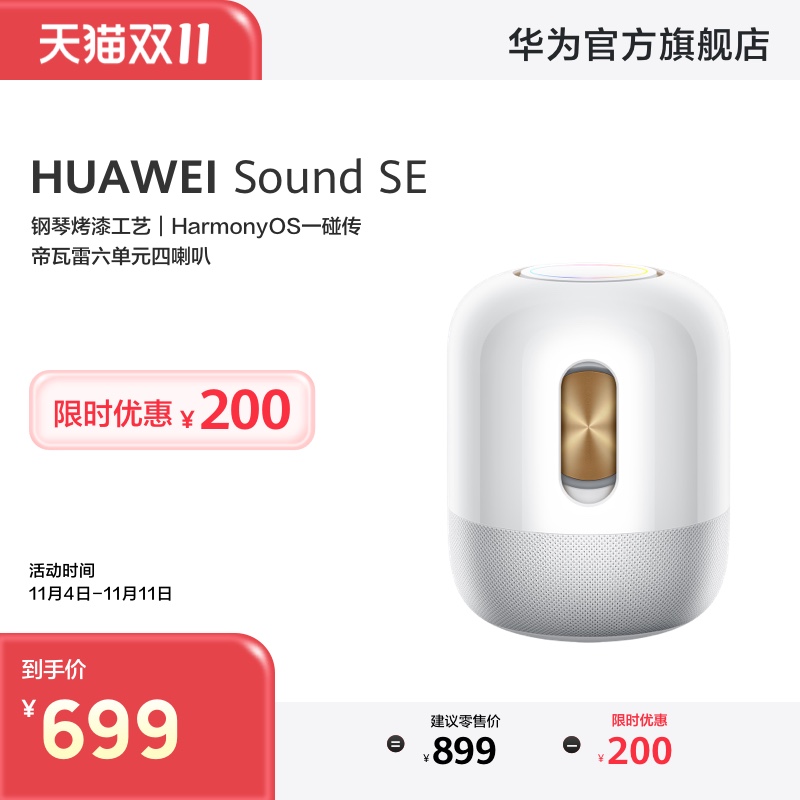 天猫双11
华为官方旗舰店
HUAWEI Sound SE
钢琴烤漆工艺｜HarmonyOS一碰传
帝瓦雷六单元四喇叭
限时优惠 ¥200
活动时间
11月4日-11月11日
到手价
¥699
=
建议零售价
¥899
−
限时优惠
¥200